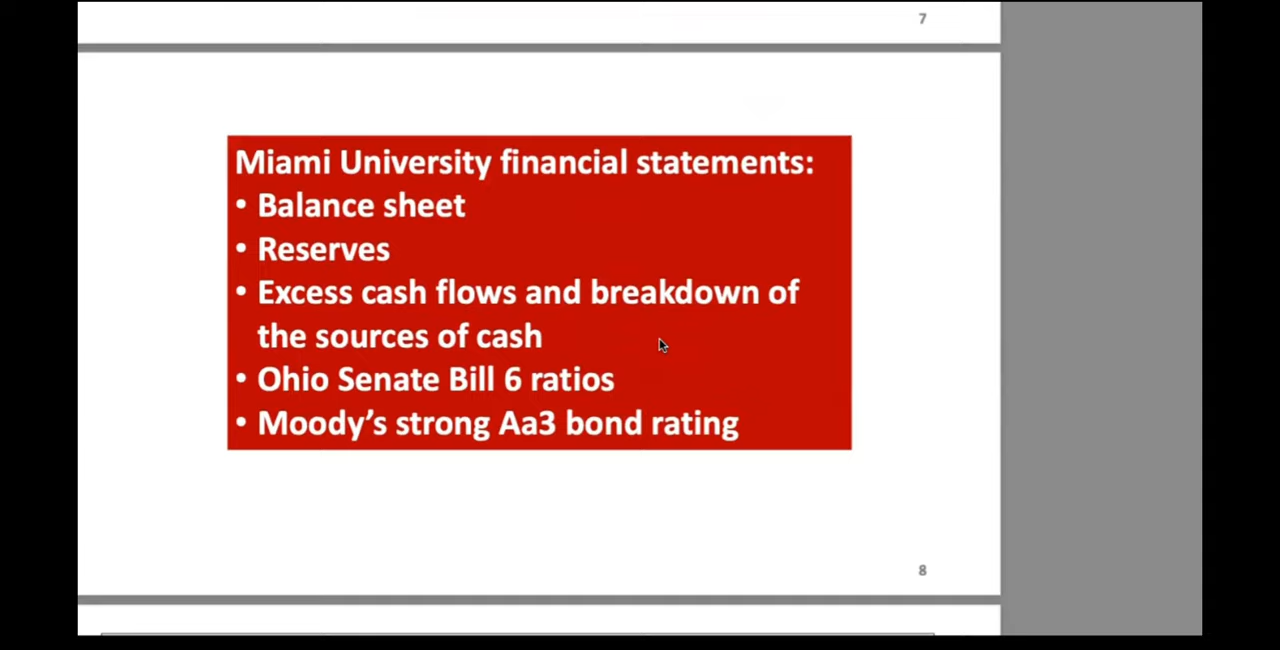 7
Miami University financial statements:
• Balance sheet
• Reserves
• Excess cash flows and breakdown of
the sources of cash
• Ohio Senate Bill 6 ratios
• Moody’s strong Aa3 bond rating
8